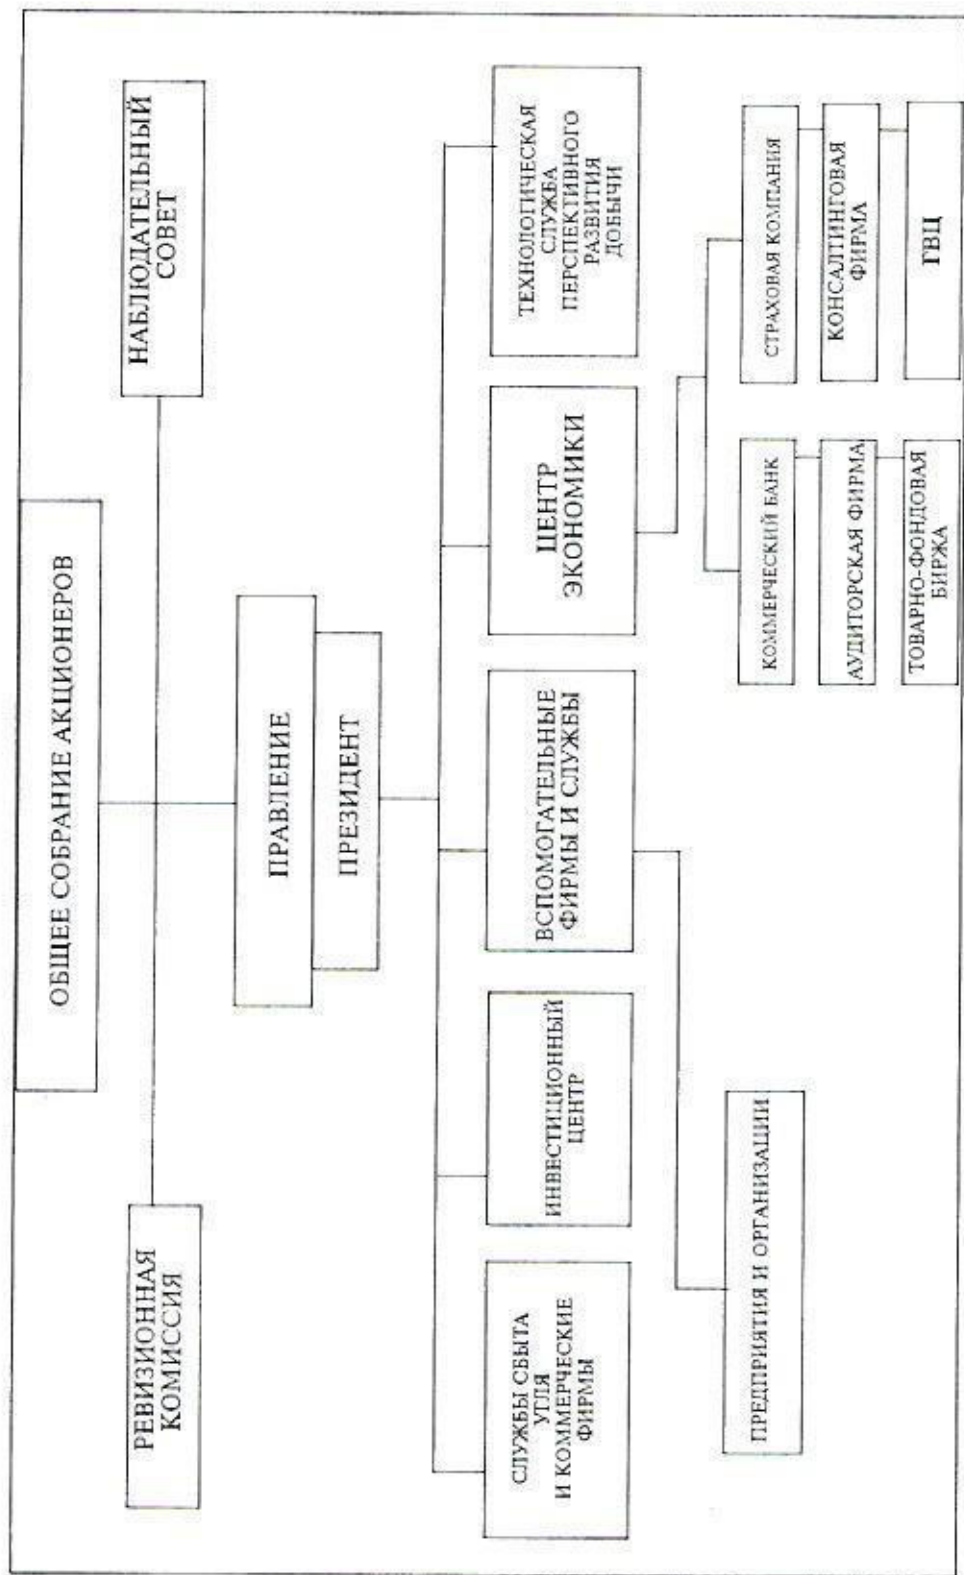 ОБЩЕЕ СОБРАНИЕ АКЦИОНЕРОВ
РЕВИЗИОННАЯ
КОМИССИЯ
НАБЛЮДАТЕЛЬНЫЙ
СОВЕТ
ПРАВЛЕНИЕ
ПРЕЗИДЕНТ
СЛУЖБЫ СБЫТА
УГЛЯ
И КОММЕРЧЕСКИЕ
ФИРМЫ
ИНВЕСТИЦИОННЫЙ
ЦЕНТР
ВСПОМОГАТЕЛЬНЫЕ
ФИРМЫ И СЛУЖБЫ
ЦЕНТР
ЭКОНОМИКИ
ТЕХНОЛОГИЧЕСКАЯ
СЛУЖБА
ПЕРСПЕКТИВНОГО
РАЗВИТИЯ
ДОБЫЧИ
ПРЕДПРИЯТИЯ И ОРГАНИЗАЦИИ
КОММЕРЧЕСКИЙ БАНК
СТРАХОВАЯ КОМПАНИЯ
АУДИТОРСКАЯ ФИРМА
КОНСАЛТИНГОВАЯ
ФИРМА
ТОВАРНО-ФОНДОВАЯ
БИРЖА
ГВЦ